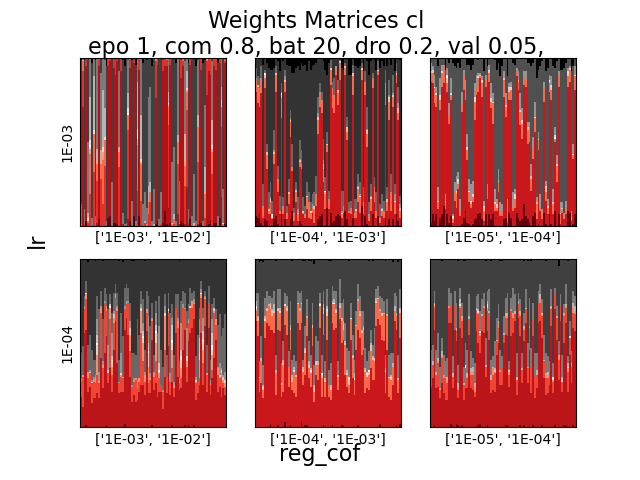 Weights Matrices cl
epo 1, com 0.8, bat 20, dro 0.2, val 0.05,
1E-03
['1E-03', '1E-02']
['1E-04', '1E-03']
['1E-05', '1E-04']
lr
1E-04
['1E-03', '1E-02']
['1E-04', '1E-03']
['1E-05', '1E-04']
reg_cof